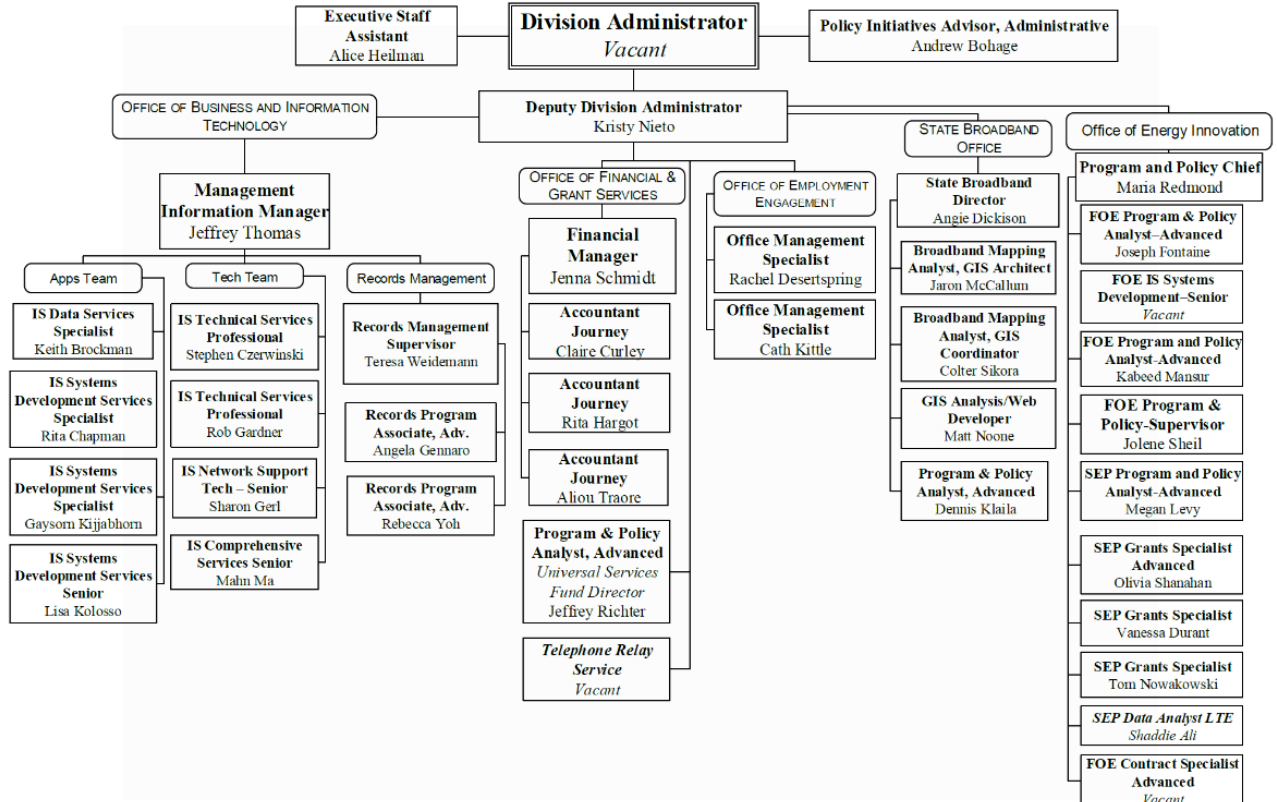 Executive Staff
Assistant
Alice Heilman
Division Administrator
Vacant
Policy Initiatives Advisor, Administrative
Andrew Bohage
OFFICE OF BUSINESS AND INFORMATION
TECHNOLOGY
Deputy Division Administrator
Kristy Nieto
STATE BROADBAND
OFFICE
Office of Energy Innovation
Management
Information Manager
Jeffrey Thomas
Apps Team
IS Data Services
Specialist
Keith Brockman
IS Systems
Development Services
Specialist
Rita Chapman
IS Systems
Development Services
Specialist
Gaysorn Kijjabhorn
IS Systems
Development Services
Senior
Lisa Kolosso
Tech Team
IS Technical Services
Professional
Stephen Czerwinski
IS Technical Services
Professional
Rob Gardner
IS Network Support
Tech – Senior
Sharon Gerl
IS Comprehensive
Services Senior
Mahn Ma
Records Management
Records Management
Supervisor
Teresa Weidemann
Records Program
Associate, Adv.
Angela Gennaro
Records Program
Associate, Adv.
Rebecca Yoh
OFFICE OF FINANCIAL &
GRANT SERVICES
Financial
Manager
Jenna Schmidt
Accountant
Journey
Claire Curley
Accountant
Journey
Rita Hargot
Accountant
Journey
Aliou Traore
Program & Policy
Analyst, Advanced
Universal Services
Fund Director
Jeffrey Richter
Telephone Relay
Service
Vacant
OFFICE OF EMPLOYMENT
ENGAGEMENT
Office Management
Specialist
Rachel Desertspring
Office Management
Specialist
Cath Kittle
State Broadband
Director
Angie Dickison
Broadband Mapping
Analyst, GIS Architect
Jaron McCallum
Broadband Mapping
Analyst, GIS
Coordinator
Colter Sikora
GIS Analysis/Web
Developer
Matt Noone
Program & Policy
Analyst, Advanced
Dennis Klaila
Program and Policy Chief
Maria Redmond
FOE Program & Policy
Analyst–Advanced
Joseph Fontaine
FOE IS Systems
Development–Senior
Vacant
FOE Program and Policy
Analyst-Advanced
Kabeed Mansur
FOE Program &
Policy-Supervisor
Jolene Sheil
SEP Program and Policy
Analyst-Advanced
Megan Levy
SEP Grants Specialist
Advanced
Olivia Shanahan
SEP Grants Specialist
Vanessa Durant
SEP Grants Specialist
Tom Nowakowski
SEP Data Analyst LTE
Shaddie Ali
FOE Contract Specialist
Advanced
Vacant